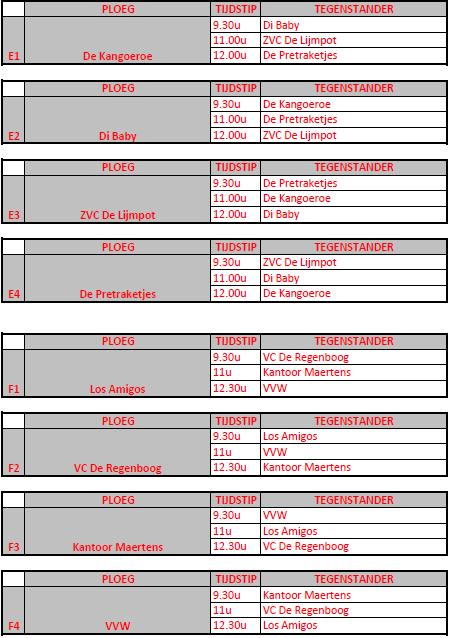 PLOEG TIJDSTIP TEGENSTANDER
9.30u Di Baby
11.00u ZVC De Lijmpot
E1 De Kangoeroe 12.00u De Pretraketjes
PLOEG TIJDSTIP TEGENSTANDER
9.30u De Kangoeroe
11.00u De Pretraketjes
E2 Di Baby 12.00u ZVC De Lijmpot
PLOEG TIJDSTIP TEGENSTANDER
9.30u De Pretraketjes
11.00u De Kangoeroe
E3 ZVC De Lijmpot 12.00u Di Baby
PLOEG TIJDSTIP TEGENSTANDER
9.30u ZVC De Lijmpot
11.00u Di Baby
E4 De Pretraketjes 12.00u De Kangoeroe
PLOEG TIJDSTIP TEGENSTANDER
9.30u VC De Regenboog
11u Kantoor Maertens
F1 Los Amigos 12.30u VVW
PLOEG TIJDSTIP TEGENSTANDER
9.30u Los Amigos
11u VVW
F2 VC De Regenboog 12.30u Kantoor Maertens
PLOEG TIJDSTIP TEGENSTANDER
9.30u VVW
11u Los Amigos
F3 Kantoor Maertens 12.30u VC De Regenboog
PLOEG TIJDSTIP TEGENSTANDER
9.30u Kantoor Maertens
11u VC De Regenboog
F4 VVW 12.30u Los Amigos